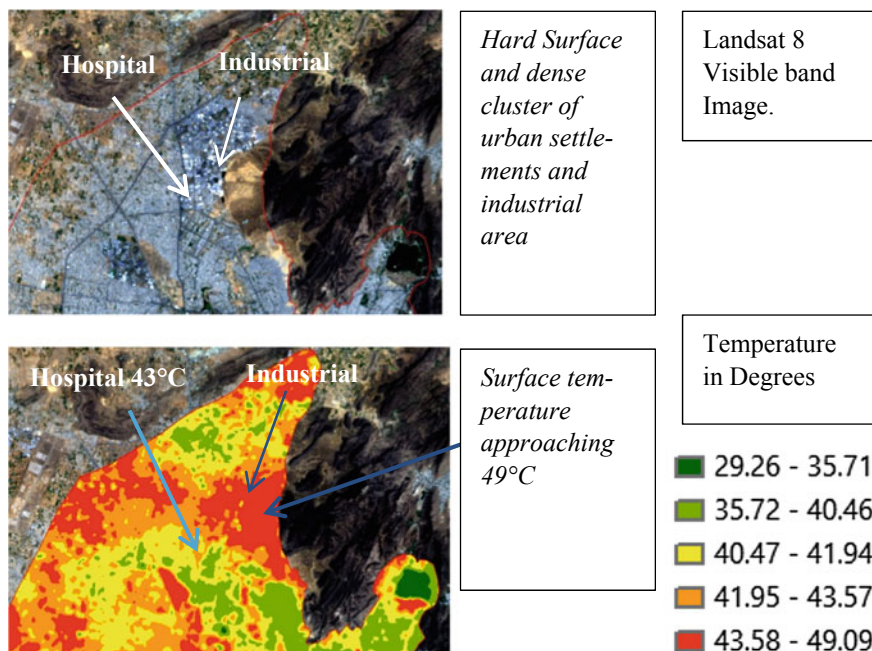 Hospital
Industrial
Hard Surface
and dense
cluster of
urban settle-
ments and
industrial
area
Landsat 8
Visible band
Image.
Hospital 43°C
Industrial
Surface tem-
perature
approaching
49°C
Temperature
in Degrees
29.26 - 35.71
35.72 - 40.46
40.47 - 41.94
41.95 - 43.57
43.58 - 49.09